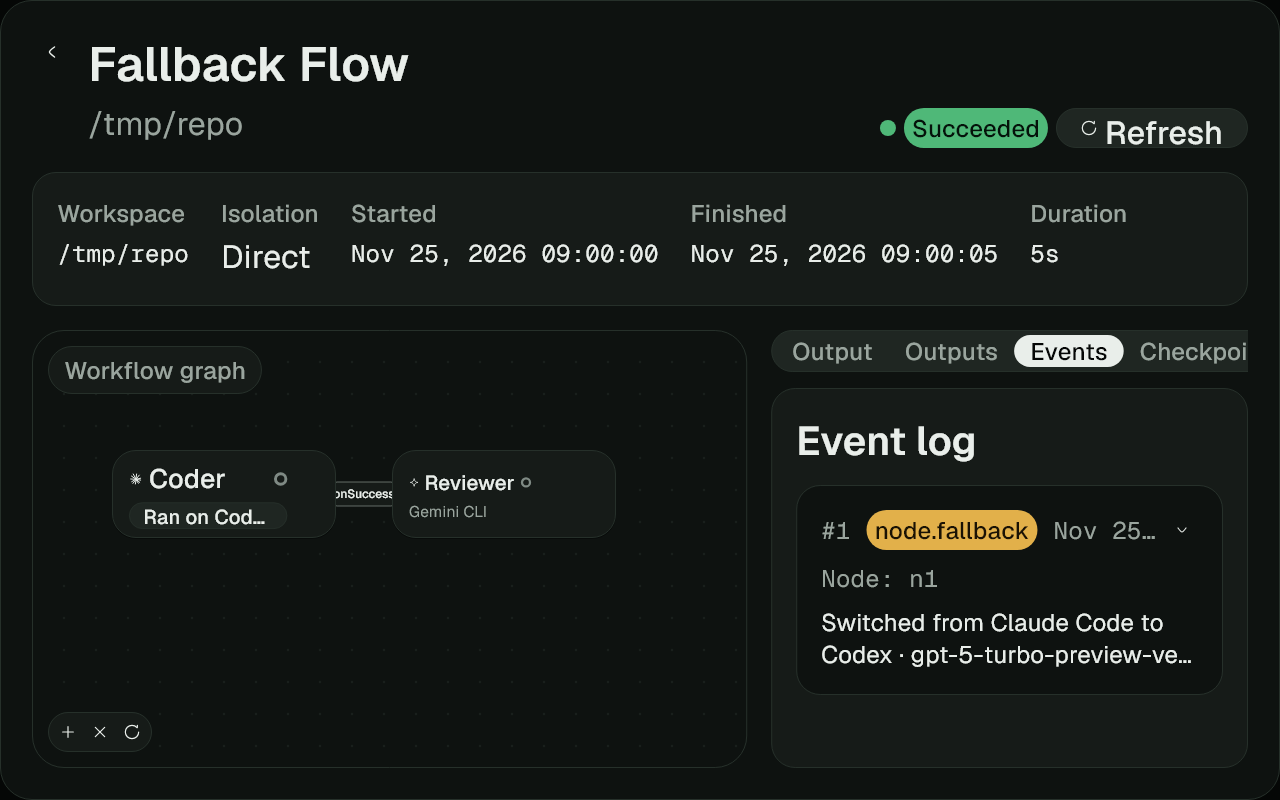 Fallback Flow
/tmp/repo
Succeeded
Refresh
Workspace
Isolation
Started
Finished
Duration
/tmp/repo
Direct
Nov 25, 2026 09:00:00
Nov 25, 2026 09:00:05
5s
Workflow graph
Output
Outputs
Events
Checkpoi
Coder
Ran on Cod…
onSuccess
Reviewer
Gemini CLI
Event log
#1
node.fallback
Nov 25…
Node: n1
Switched from Claude Code to
Codex · gpt-5-turbo-preview-ve…